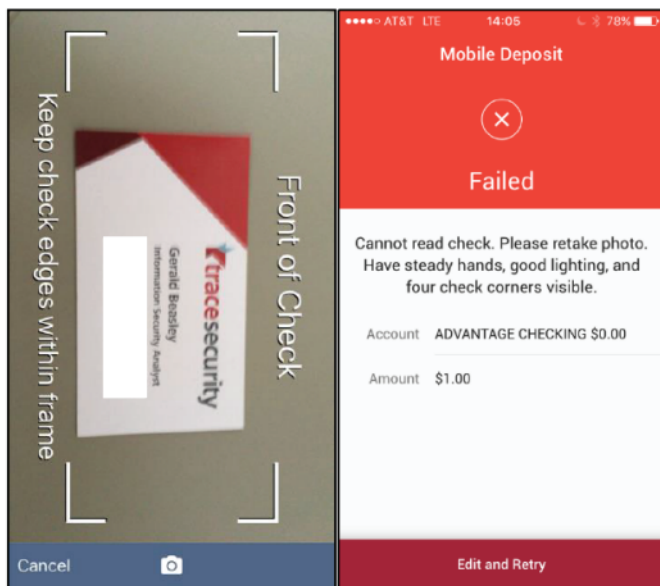 Front of Check
tracesecurity
Gerald Beasley
Information Security Analyst
Keep check edges within frame
Cancel
AT&T LTE 14:05 78%
Mobile Deposit
Failed
Cannot read check. Please retake photo.
Have steady hands, good lighting, and
four check corners visible.
Account ADVANTAGE CHECKING $0.00
Amount $1.00
Edit and Retry